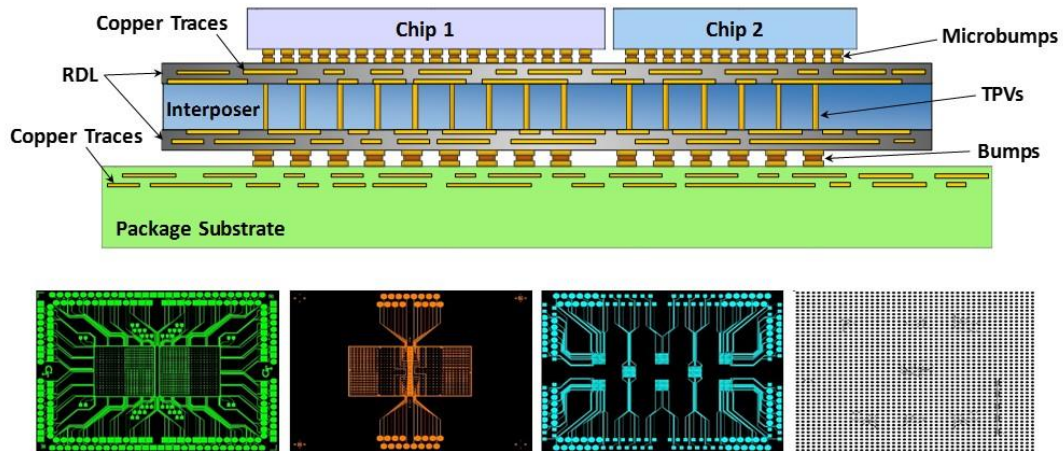 Copper Traces
Chip 1
Chip 2
Microbumps
RDL
Interposer
TPVs
Copper Traces
Bumps
Package Substrate